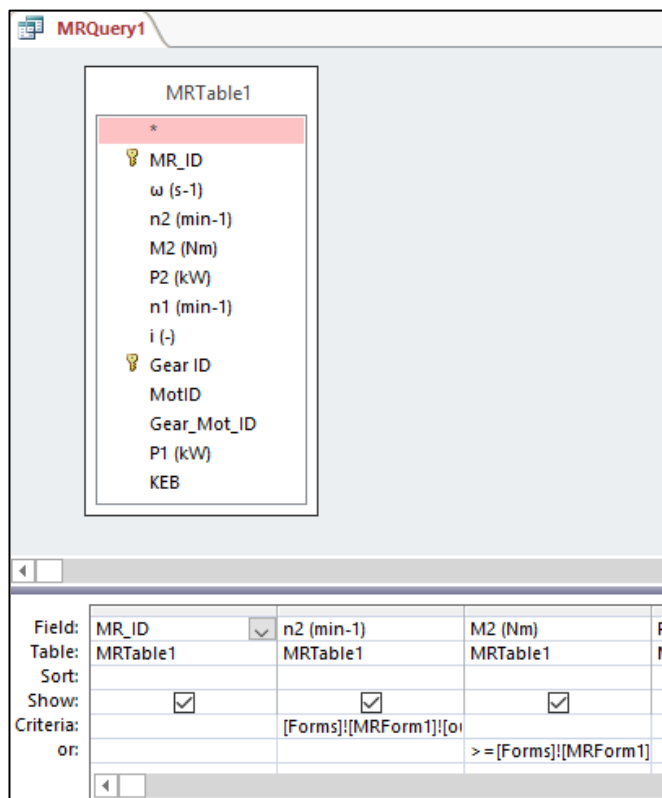 MRQuery1
MRTable1
*
MR_ID
ω (s-1)
n2 (min-1)
M2 (Nm)
P2 (kW)
n1 (min-1)
i (-)
Gear ID
MotID
Gear_Mot_ID
P1 (kW)
KEB
Field: MR_ID n2 (min-1) M2 (Nm)
Table: MRTable1 MRTable1 MRTable1
Sort:
Show:
Criteria: [Forms]![MRForm1]![ou
or: >=[Forms]![MRForm1]